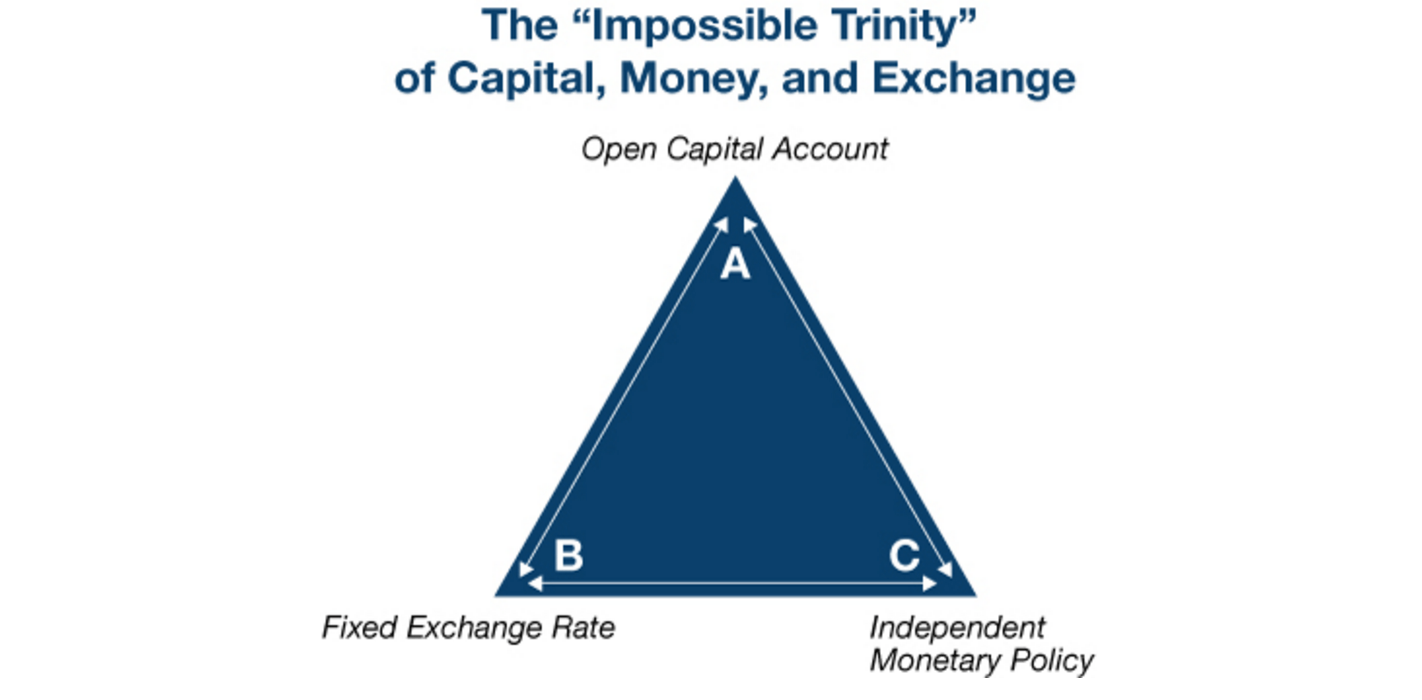 The “Impossible Trinity”
of Capital, Money, and Exchange
Open Capital Account
A
B
C
Fixed Exchange Rate
Independent
Monetary Policy